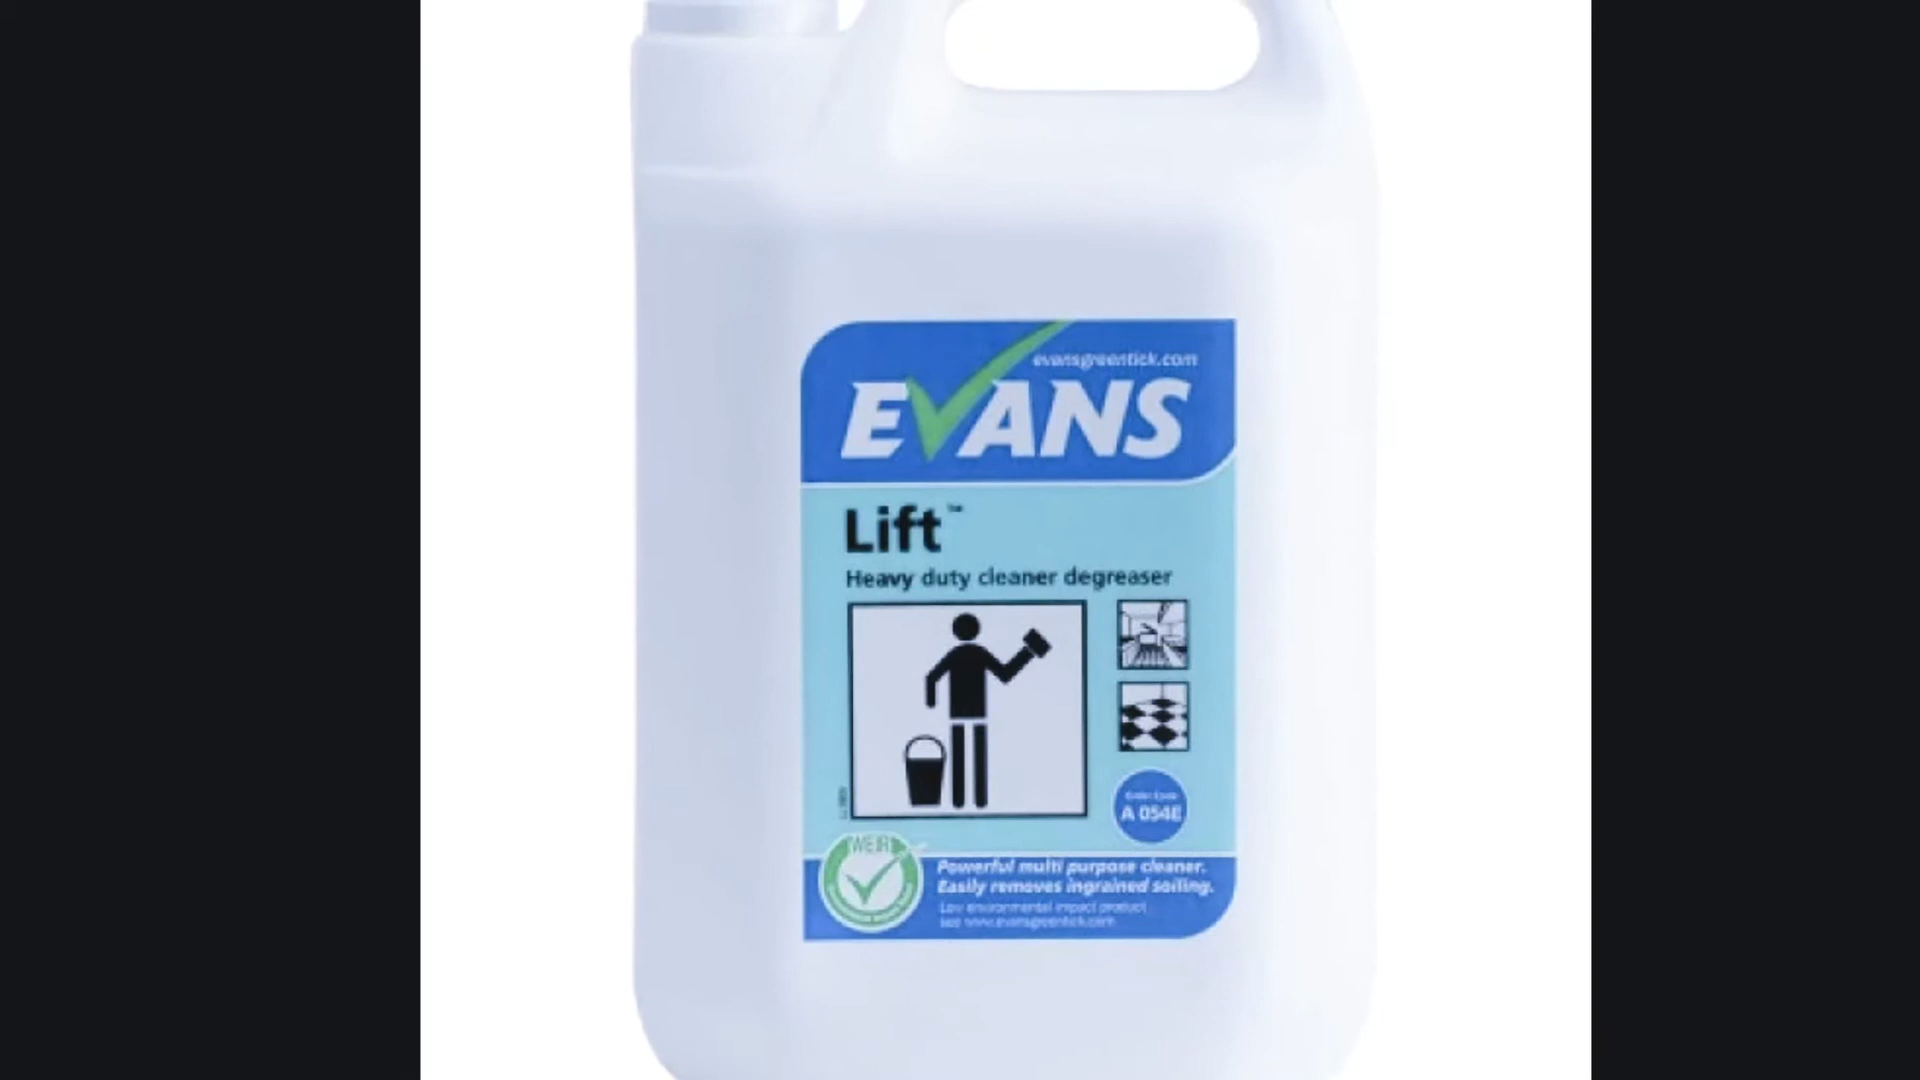 evansgreentick.com
EVANS
Lift™
Heavy duty cleaner degreaser
A 054E
WEIR
Powerful multi purpose cleaner.
Easily removes ingrained soiling.
Low environmental impact product
see www.evansgreentick.com